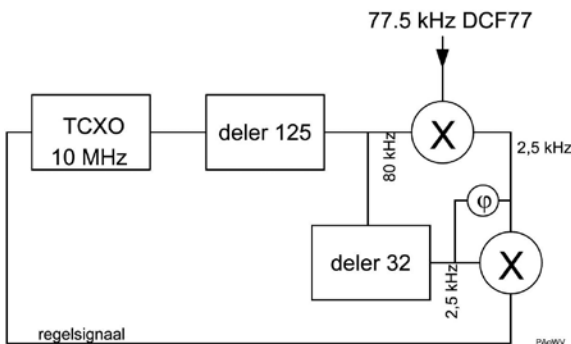 77.5 kHz DCF77
TCXO
10 MHz
deler 125
X
80 kHz
2,5 kHz
φ
deler 32
2,5 kHz
X
regelsignaal
PA0WV